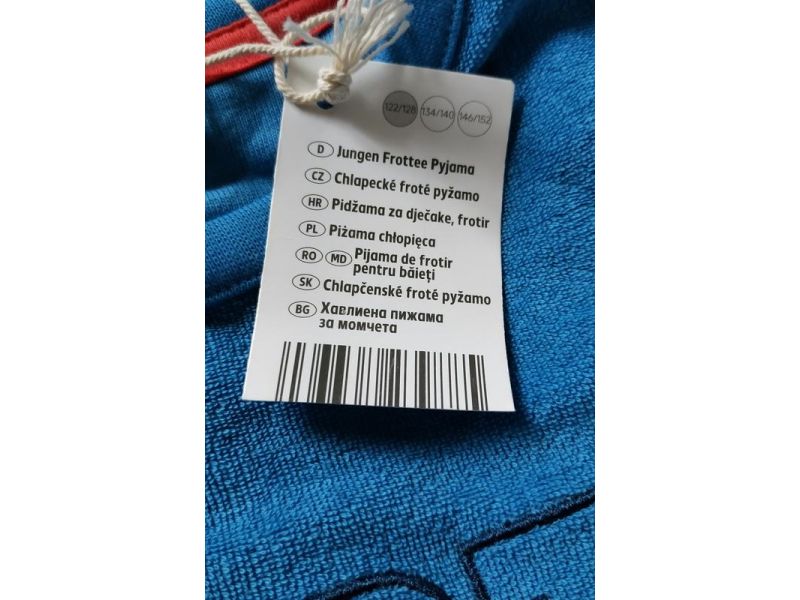 122/128 134/140 146/152
D Jungen Frottee Pyjama
CZ Chlapecké froté pyžamo
HR Pidžama za dječake, frotir
PL Piżama chłopięca
RO MD Pijama de frotir
pentru băieți
SK Chlapčenské froté pyžamo
BG Хавлиена пижама
за момчета